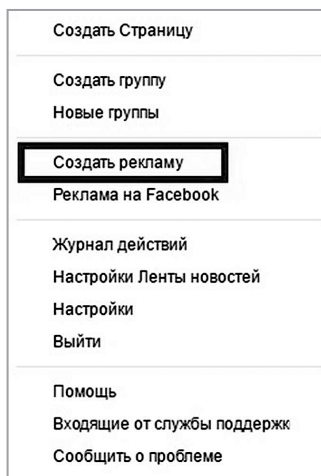 Создать Страницу
Создать группу
Новые группы
Создать рекламу
Реклама на Facebook
Журнал действий
Настройки Ленты новостей
Настройки
Выйти
Помощь
Входящие от службы поддержк
Сообщить о проблеме